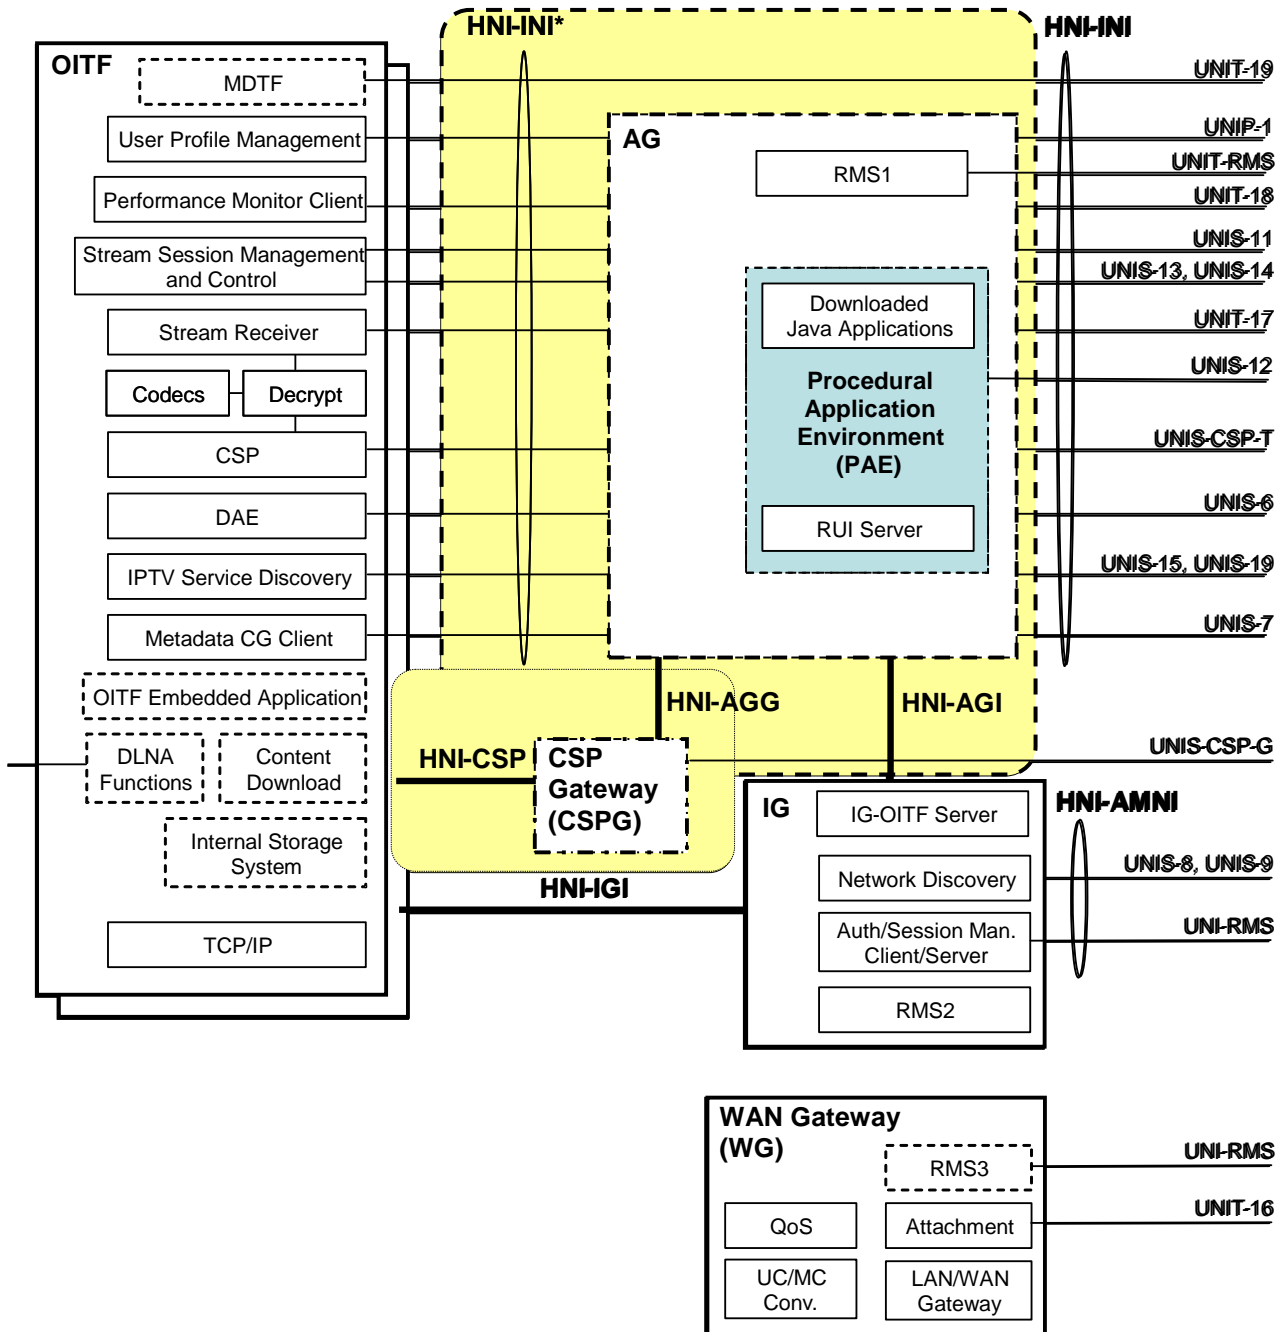 HNI-INI*
HNI-INI
OITF
MDTF
UNIT-19
User Profile Management
AG
UNIP-1
RMS1
UNIT-RMS
Performance Monitor Client
UNIT-18
Stream Session Management
and Control
UNIS-11
UNIS-13, UNIS-14
Downloaded
Java Applications
Stream Receiver
UNIT-17
Codecs
Decrypt
UNIS-12
Procedural
Application
Environment
(PAE)
CSP
UNIS-CSP-T
DAE
RUI Server
UNIS-6
IPTV Service Discovery
UNIS-15, UNIS-19
Metadata CG Client
UNIS-7
OITF Embedded Application
HNI-AGG
HNI-AGI
DLNA
Functions
Content
Download
HNI-CSP
CSP
Gateway
(CSPG)
UNIS-CSP-G
IG
IG-OITF Server
HNI-AMNI
Internal Storage
System
HNI-IGI
Network Discovery
UNIS-8, UNIS-9
TCP/IP
Auth/Session Man.
Client/Server
UNI-RMS
RMS2
WAN Gateway
(WG)
RMS3
UNI-RMS
QoS
Attachment
UNIT-16
UC/MC
Conv.
LAN/WAN
Gateway